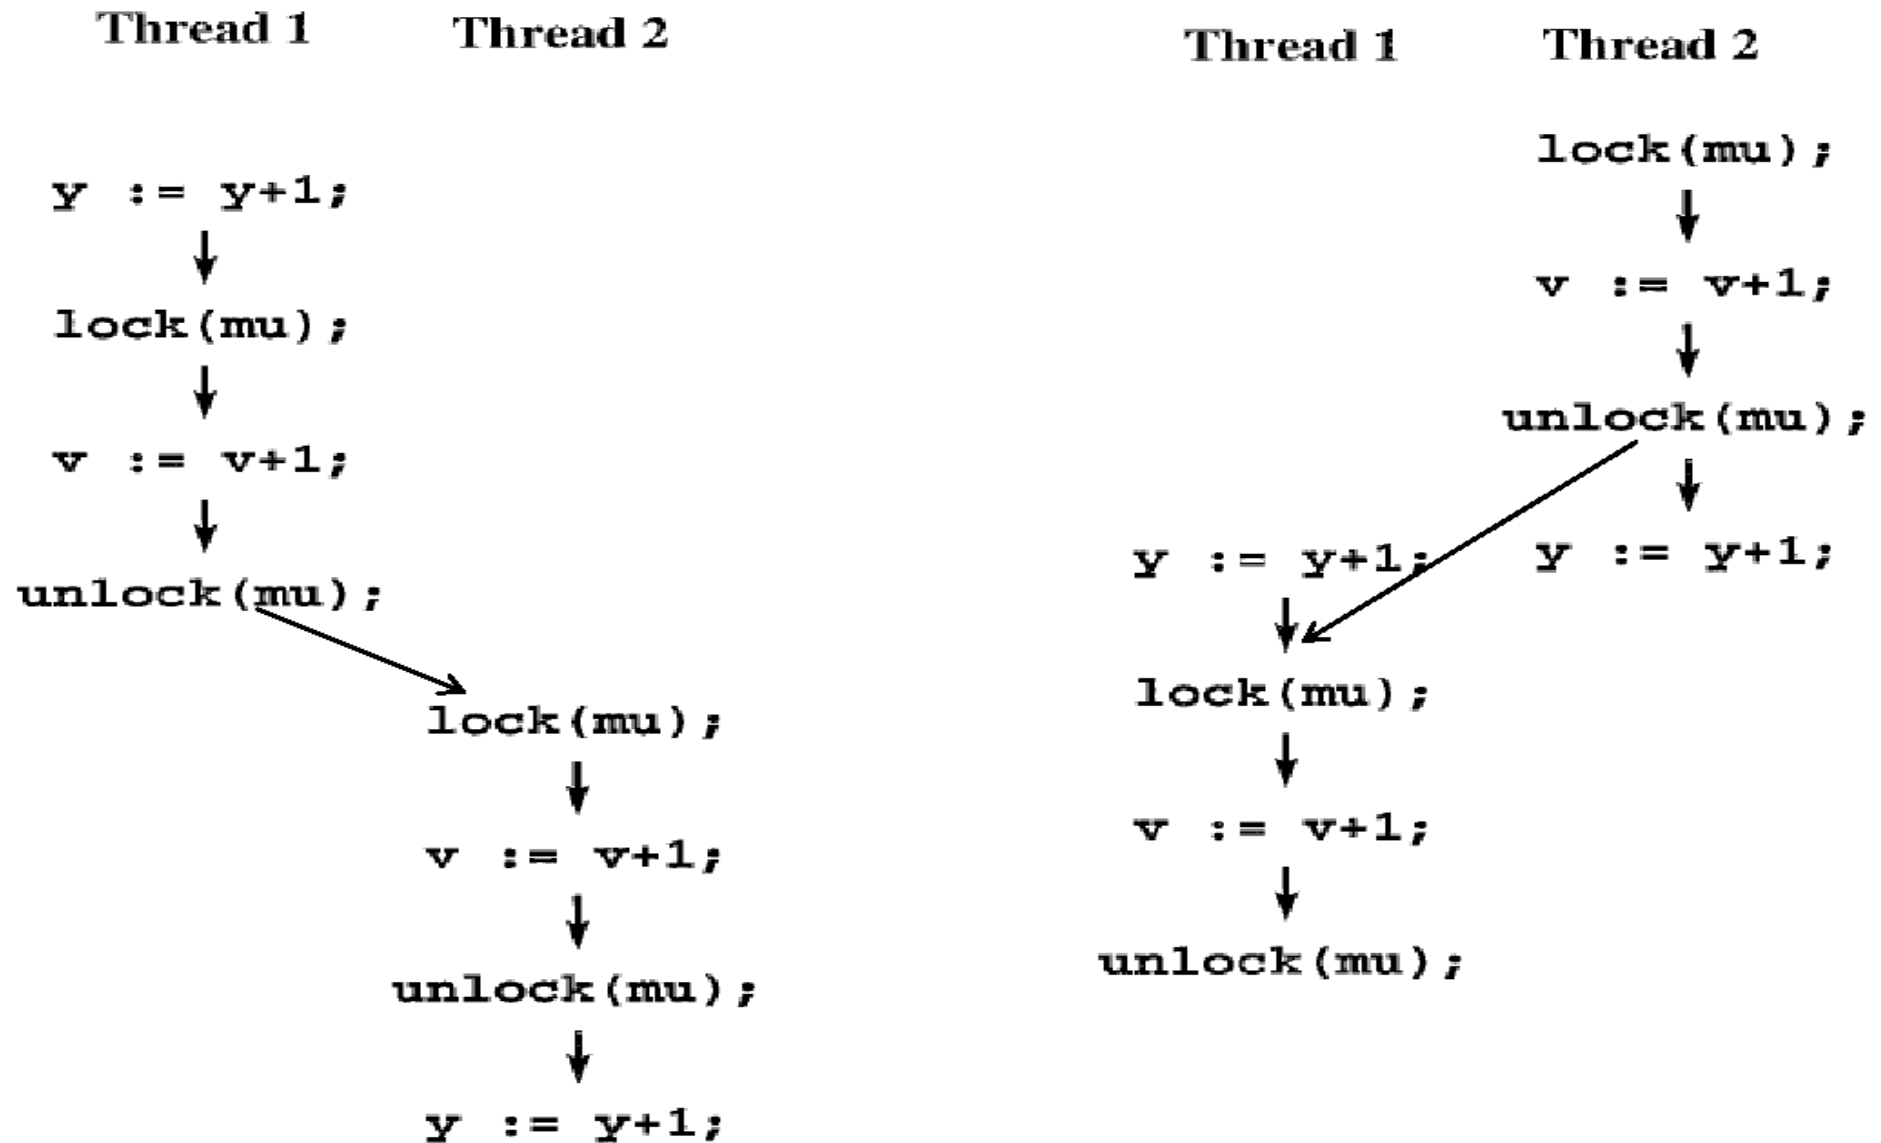 Thread 1
Thread 2
y := y+1;
lock(mu);
v := v+1;
unlock(mu);
lock(mu);
v := v+1;
unlock(mu);
y := y+1;
Thread 1
Thread 2
lock(mu);
v := v+1;
unlock(mu);
y := y+1;
y := y+1;
lock(mu);
v := v+1;
unlock(mu);